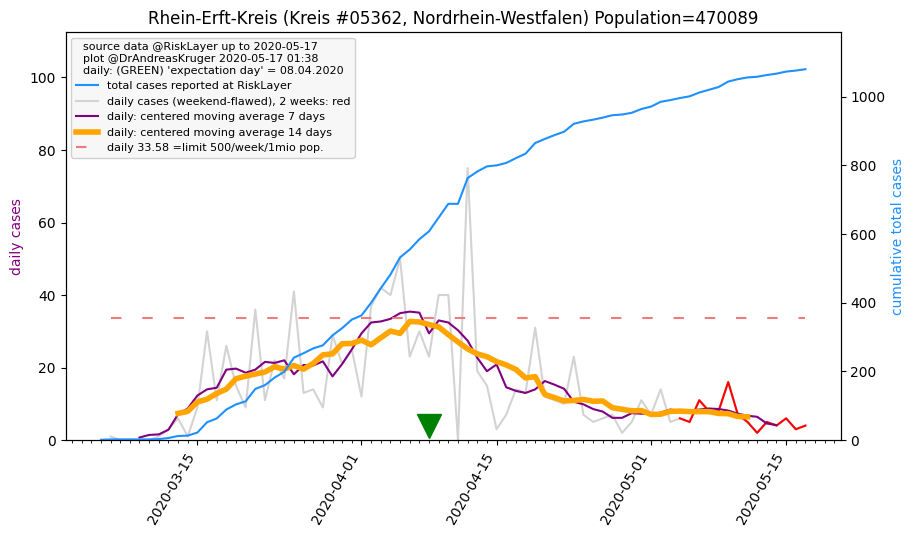 Rhein-Erft-Kreis (Kreis #05362, Nordrhein-Westfalen) Population=470089
source data @RiskLayer up to 2020-05-17
plot @DrAndreasKruger 2020-05-17 01:38
daily: (GREEN) 'expectation day' = 08.04.2020
total cases reported at RiskLayer
daily cases (weekend-flawed), 2 weeks: red
daily: centered moving average 7 days
daily: centered moving average 14 days
daily 33.58 =limit 500/week/1mio pop.
daily cases
100
80
60
40
20
0
cumulative total cases
1000
800
600
400
200
0
2020-03-15
2020-04-01
2020-04-15
2020-05-01
2020-05-15